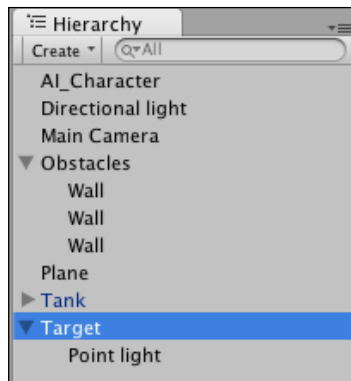 Hierarchy
Create All
AI_Character
Directional light
Main Camera
Obstacles
Wall
Wall
Wall
Plane
Tank
Target
Point light